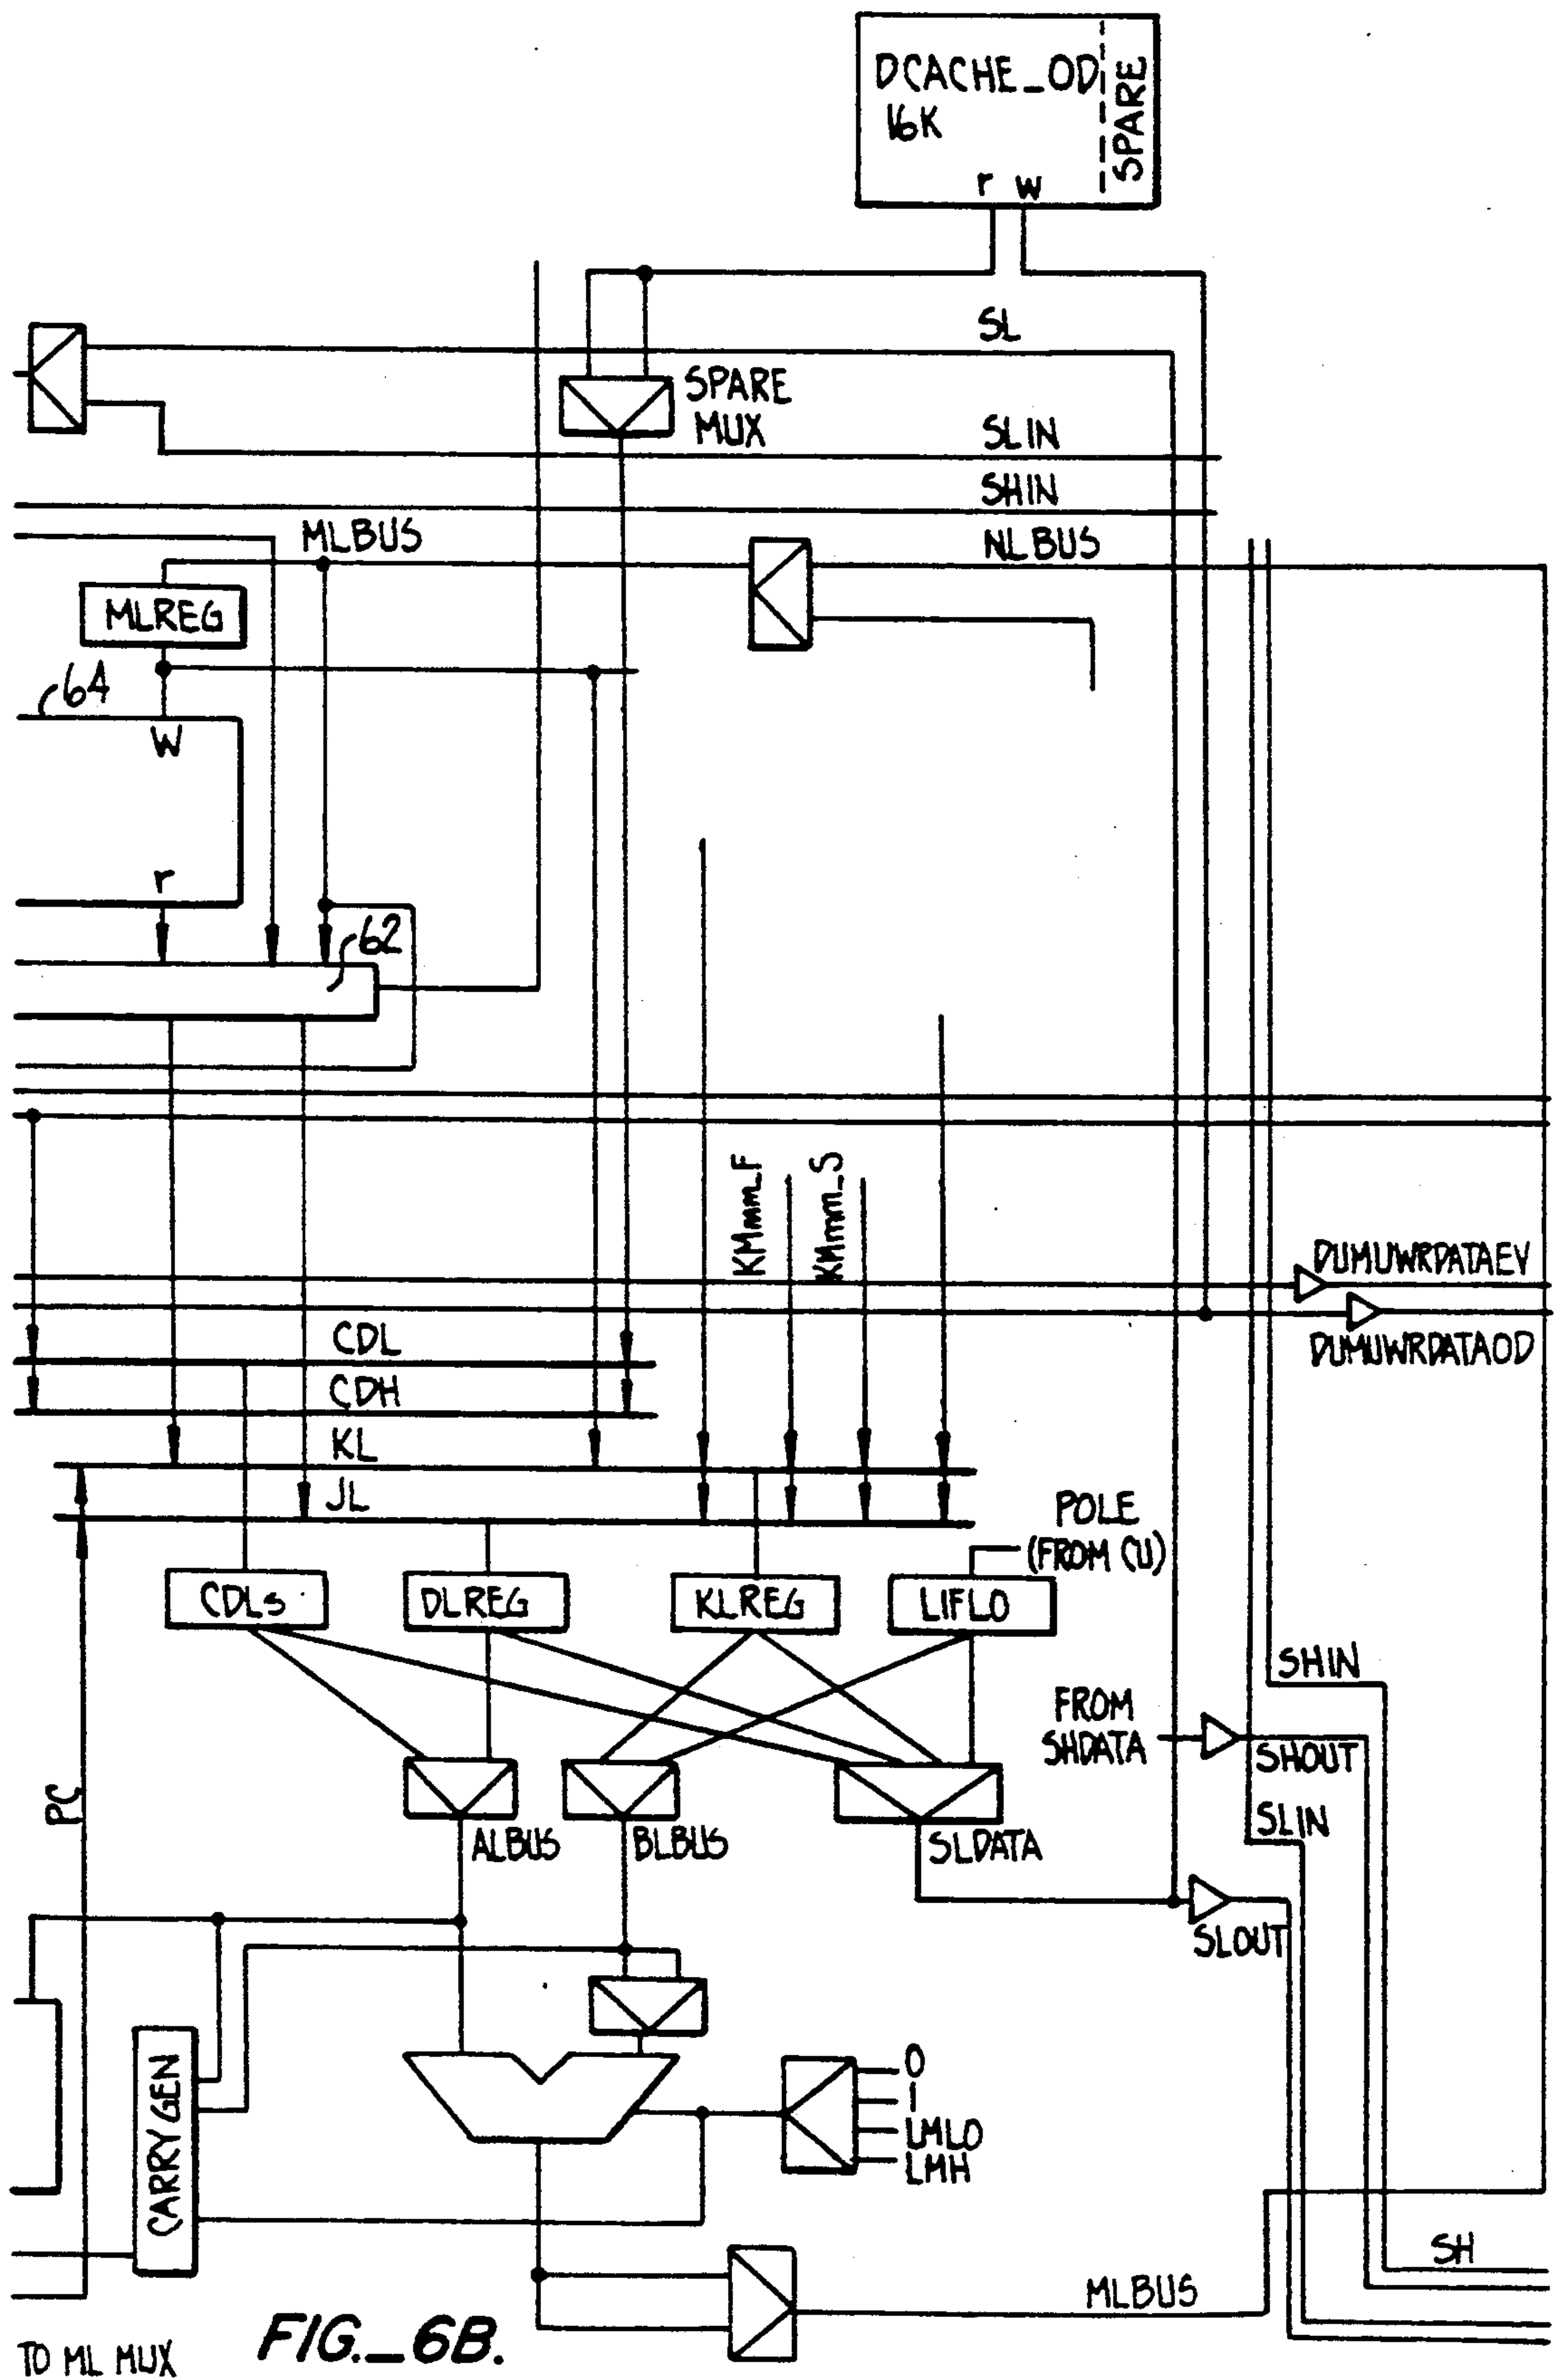 DCACHE_OD
16K
SPARE
r w
SL
SPARE
MUX
SLIN
SHIN
MLBUS
NLBUS
MLREG
64
W
r
62
KMmm_F
KMmm_S
DUMUWRDATAEV
DUMUWRDATAOD
CDL
CDH
KL
JL
POLE
(FROM CU)
CDLs
DLREG
KLREG
LIFLO
SHIN
FROM
SHDATA
SHOUT
PC
SLIN
ALBUS
BLBUS
SLDATA
SLOUT
CARRY GEN
0
1
LMLO
LMH
SH
MLBUS
TO ML MUX
FIG._6B.